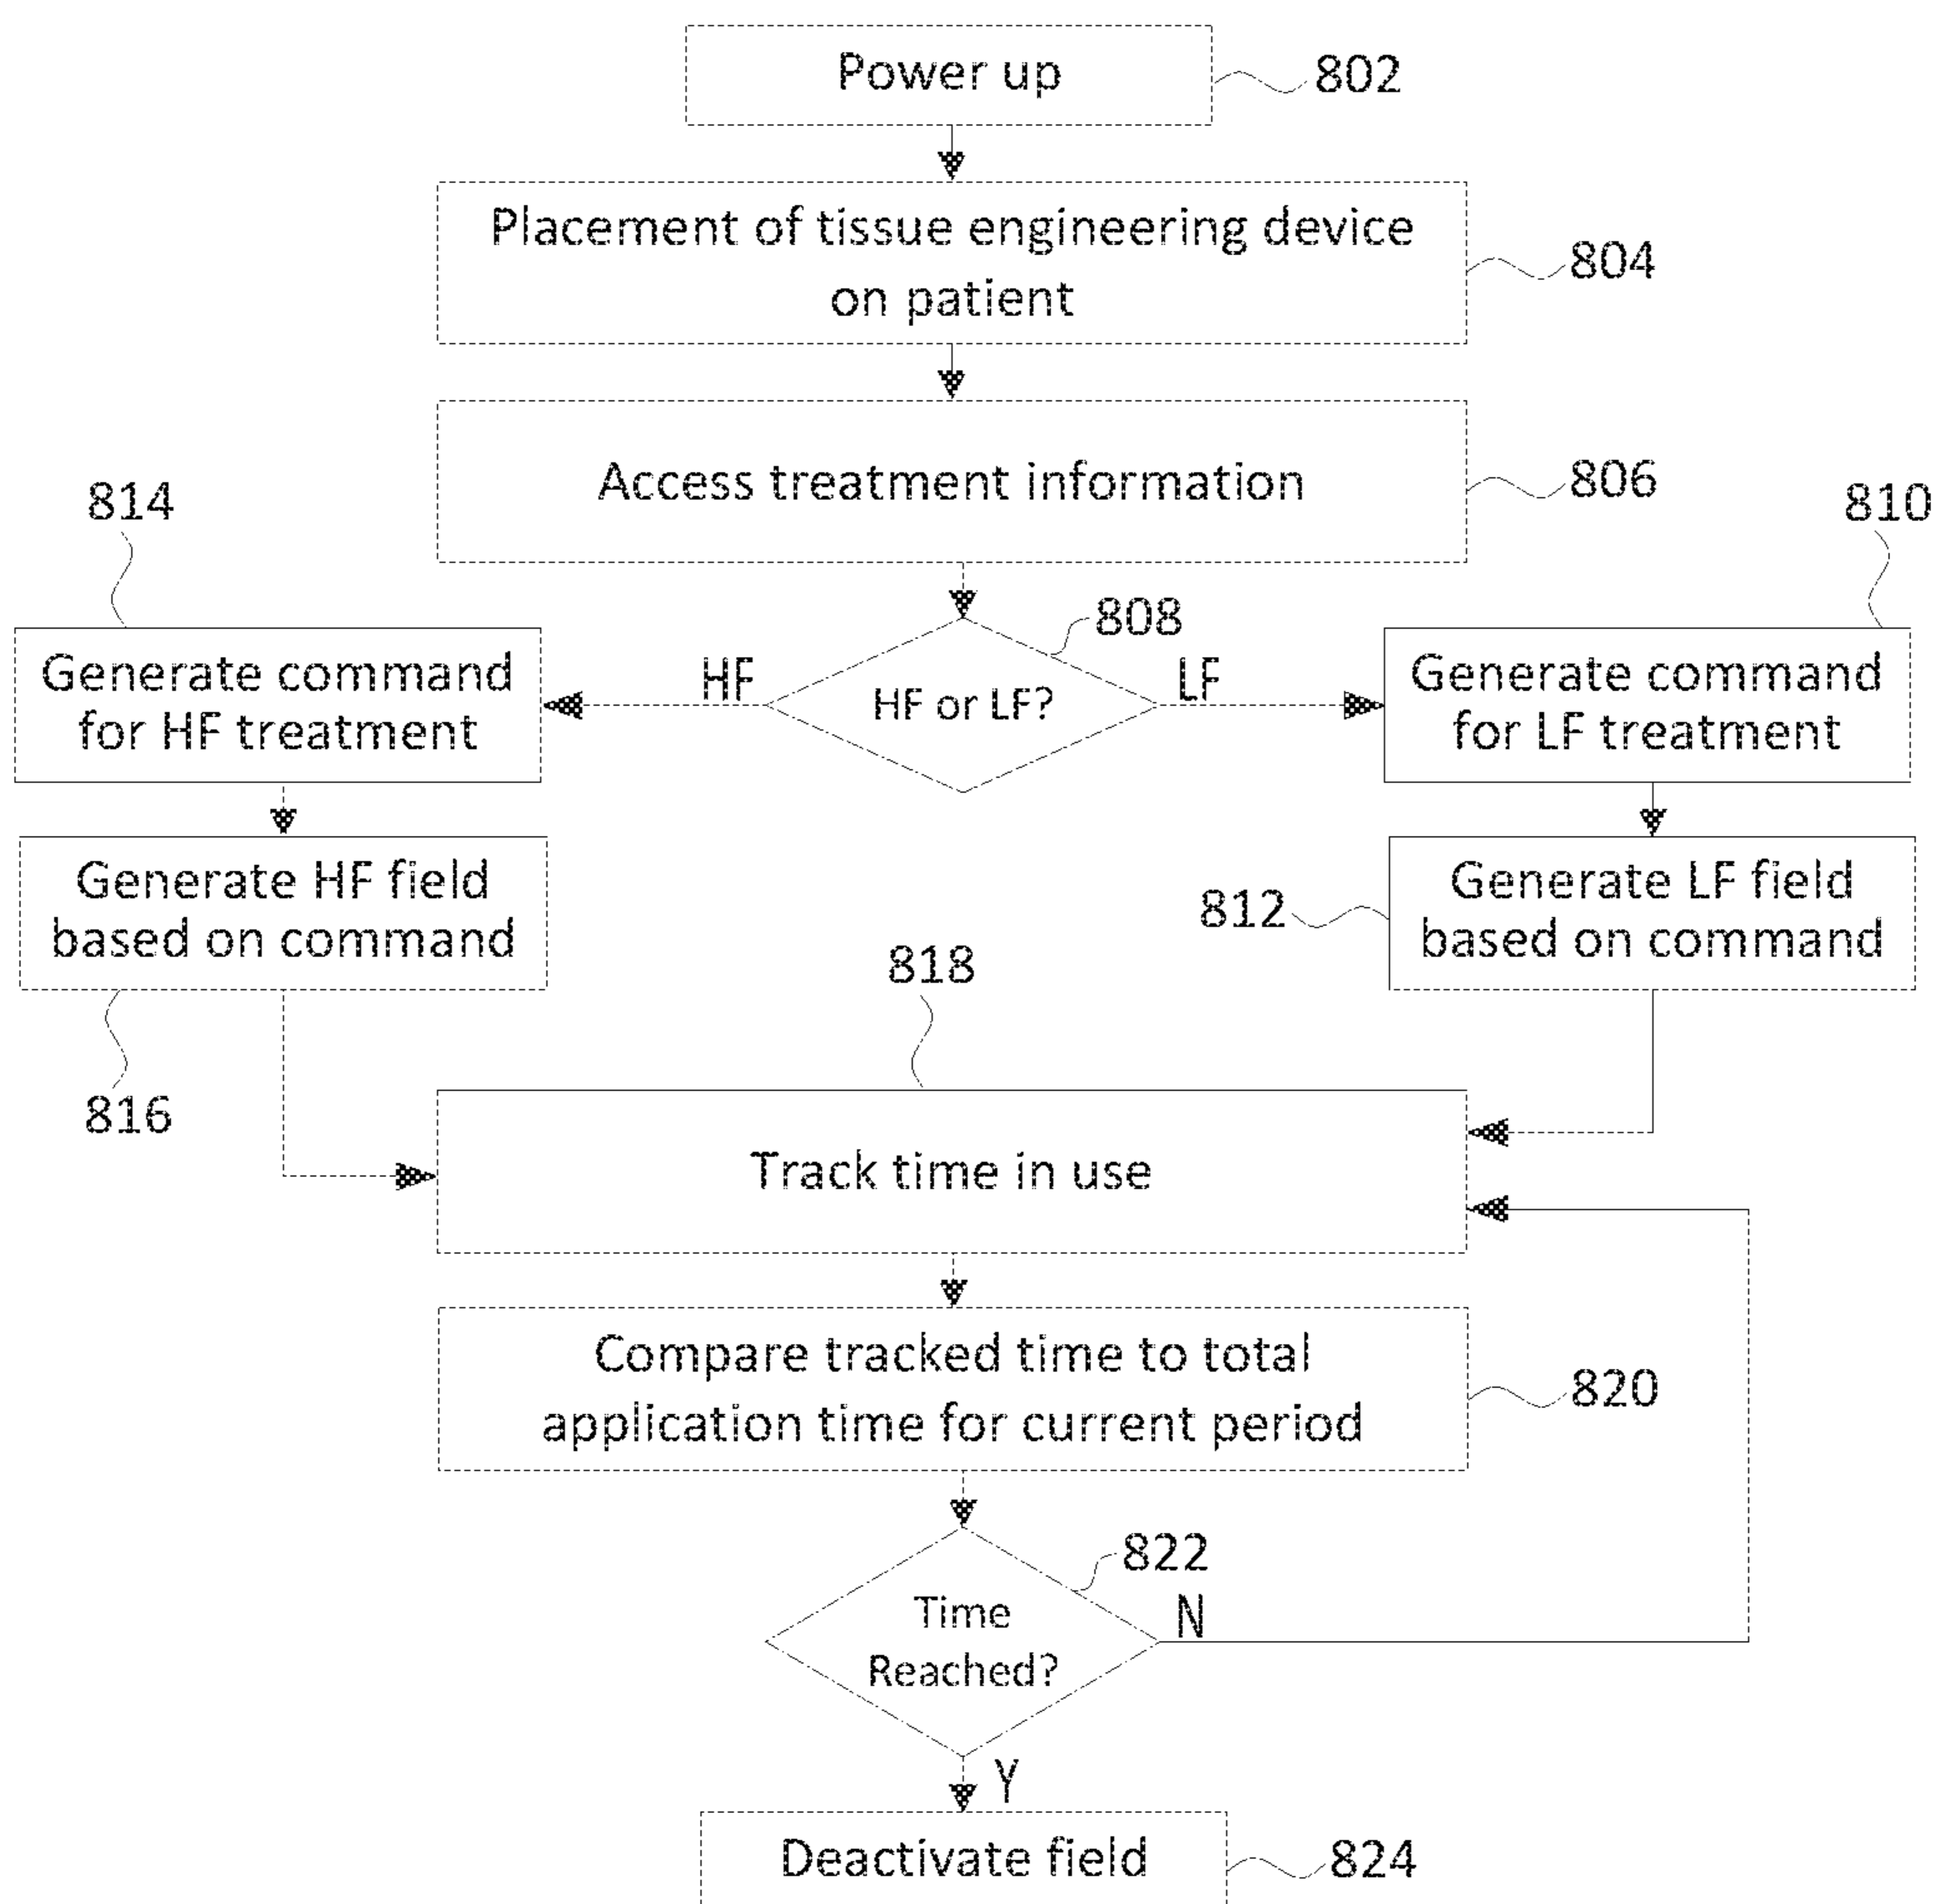 Power up
802
Placement of tissue engineering device
on patient
804
Access treatment information
806
814
810
808
HF
HF or LF?
LF
Generate command
for HF treatment
Generate command
for LF treatment
Generate HF field
based on command
816
812
Generate LF field
based on command
818
Track time in use
Compare tracked time to total
application time for current period
820
822
Time
Reached?
N
Y
Deactivate field
824